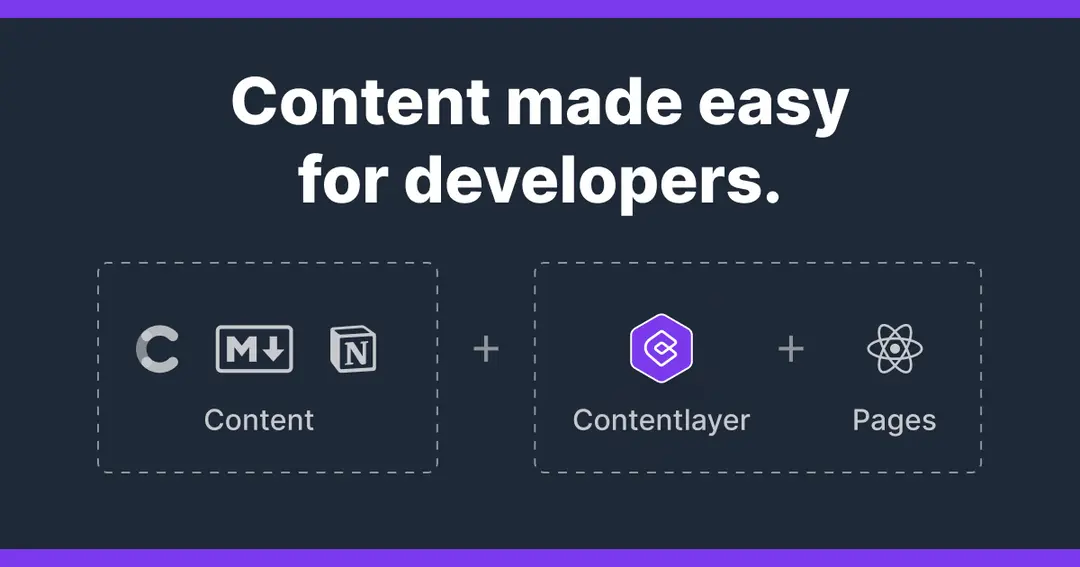 Content made easy
for developers.
M
N
+
+
Content
Contentlayer
Pages